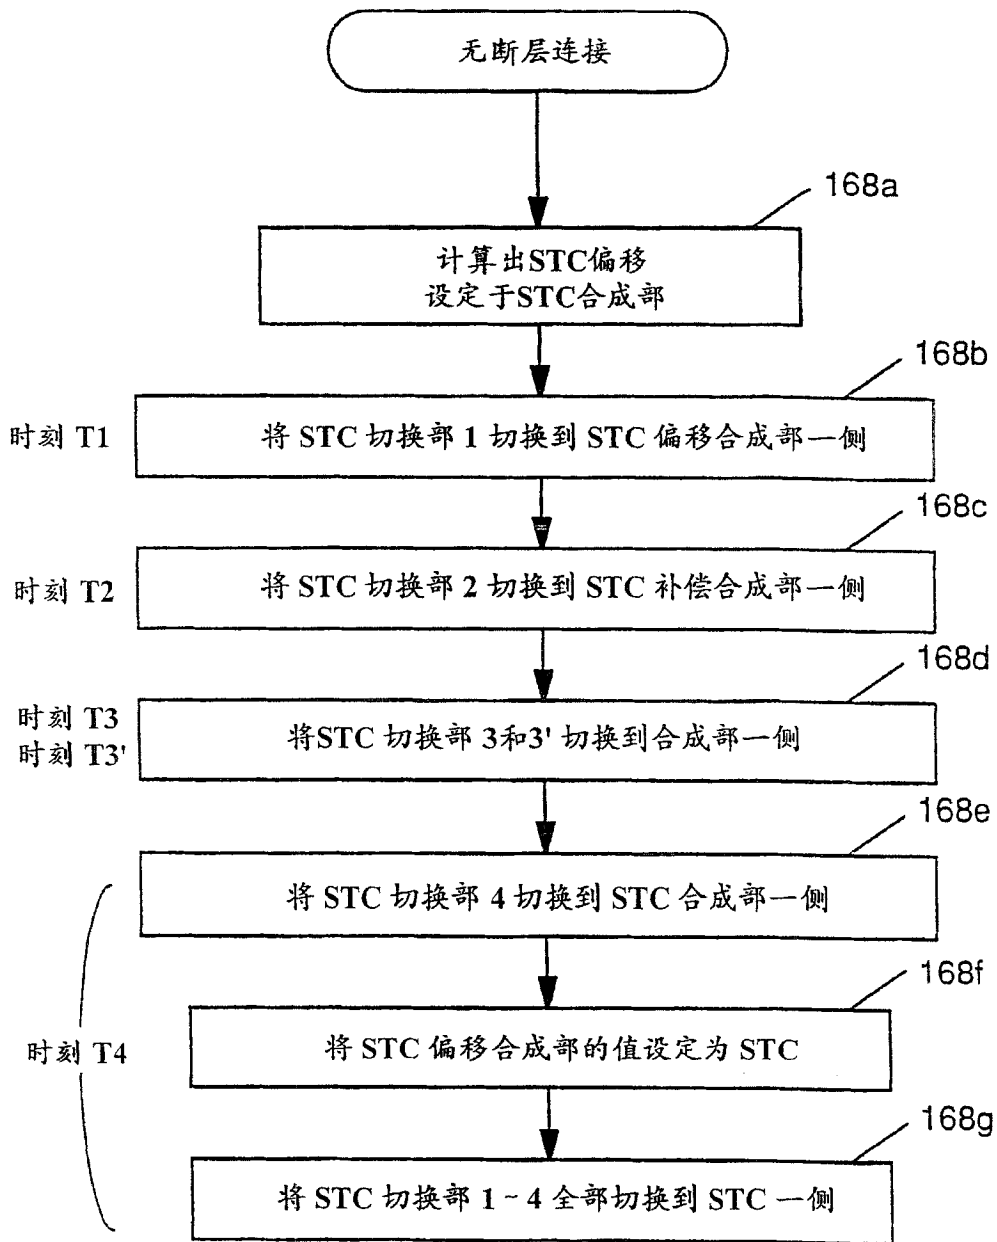 无断层连接
168a
计算出STC偏移
设定于STC合成部
168b
时刻 T1
将 STC 切换部 1 切换到 STC 偏移合成部一侧
168c
时刻 T2
将 STC 切换部 2 切换到 STC 补偿合成部一侧
168d
时刻 T3
时刻 T3'
将STC 切换部 3和3' 切换到合成部一侧
168e
将 STC 切换部 4 切换到 STC 合成部一侧
168f
时刻 T4
将 STC 偏移合成部的值设定为 STC
168g
将 STC 切换部 1 ~ 4 全部切换到 STC 一侧